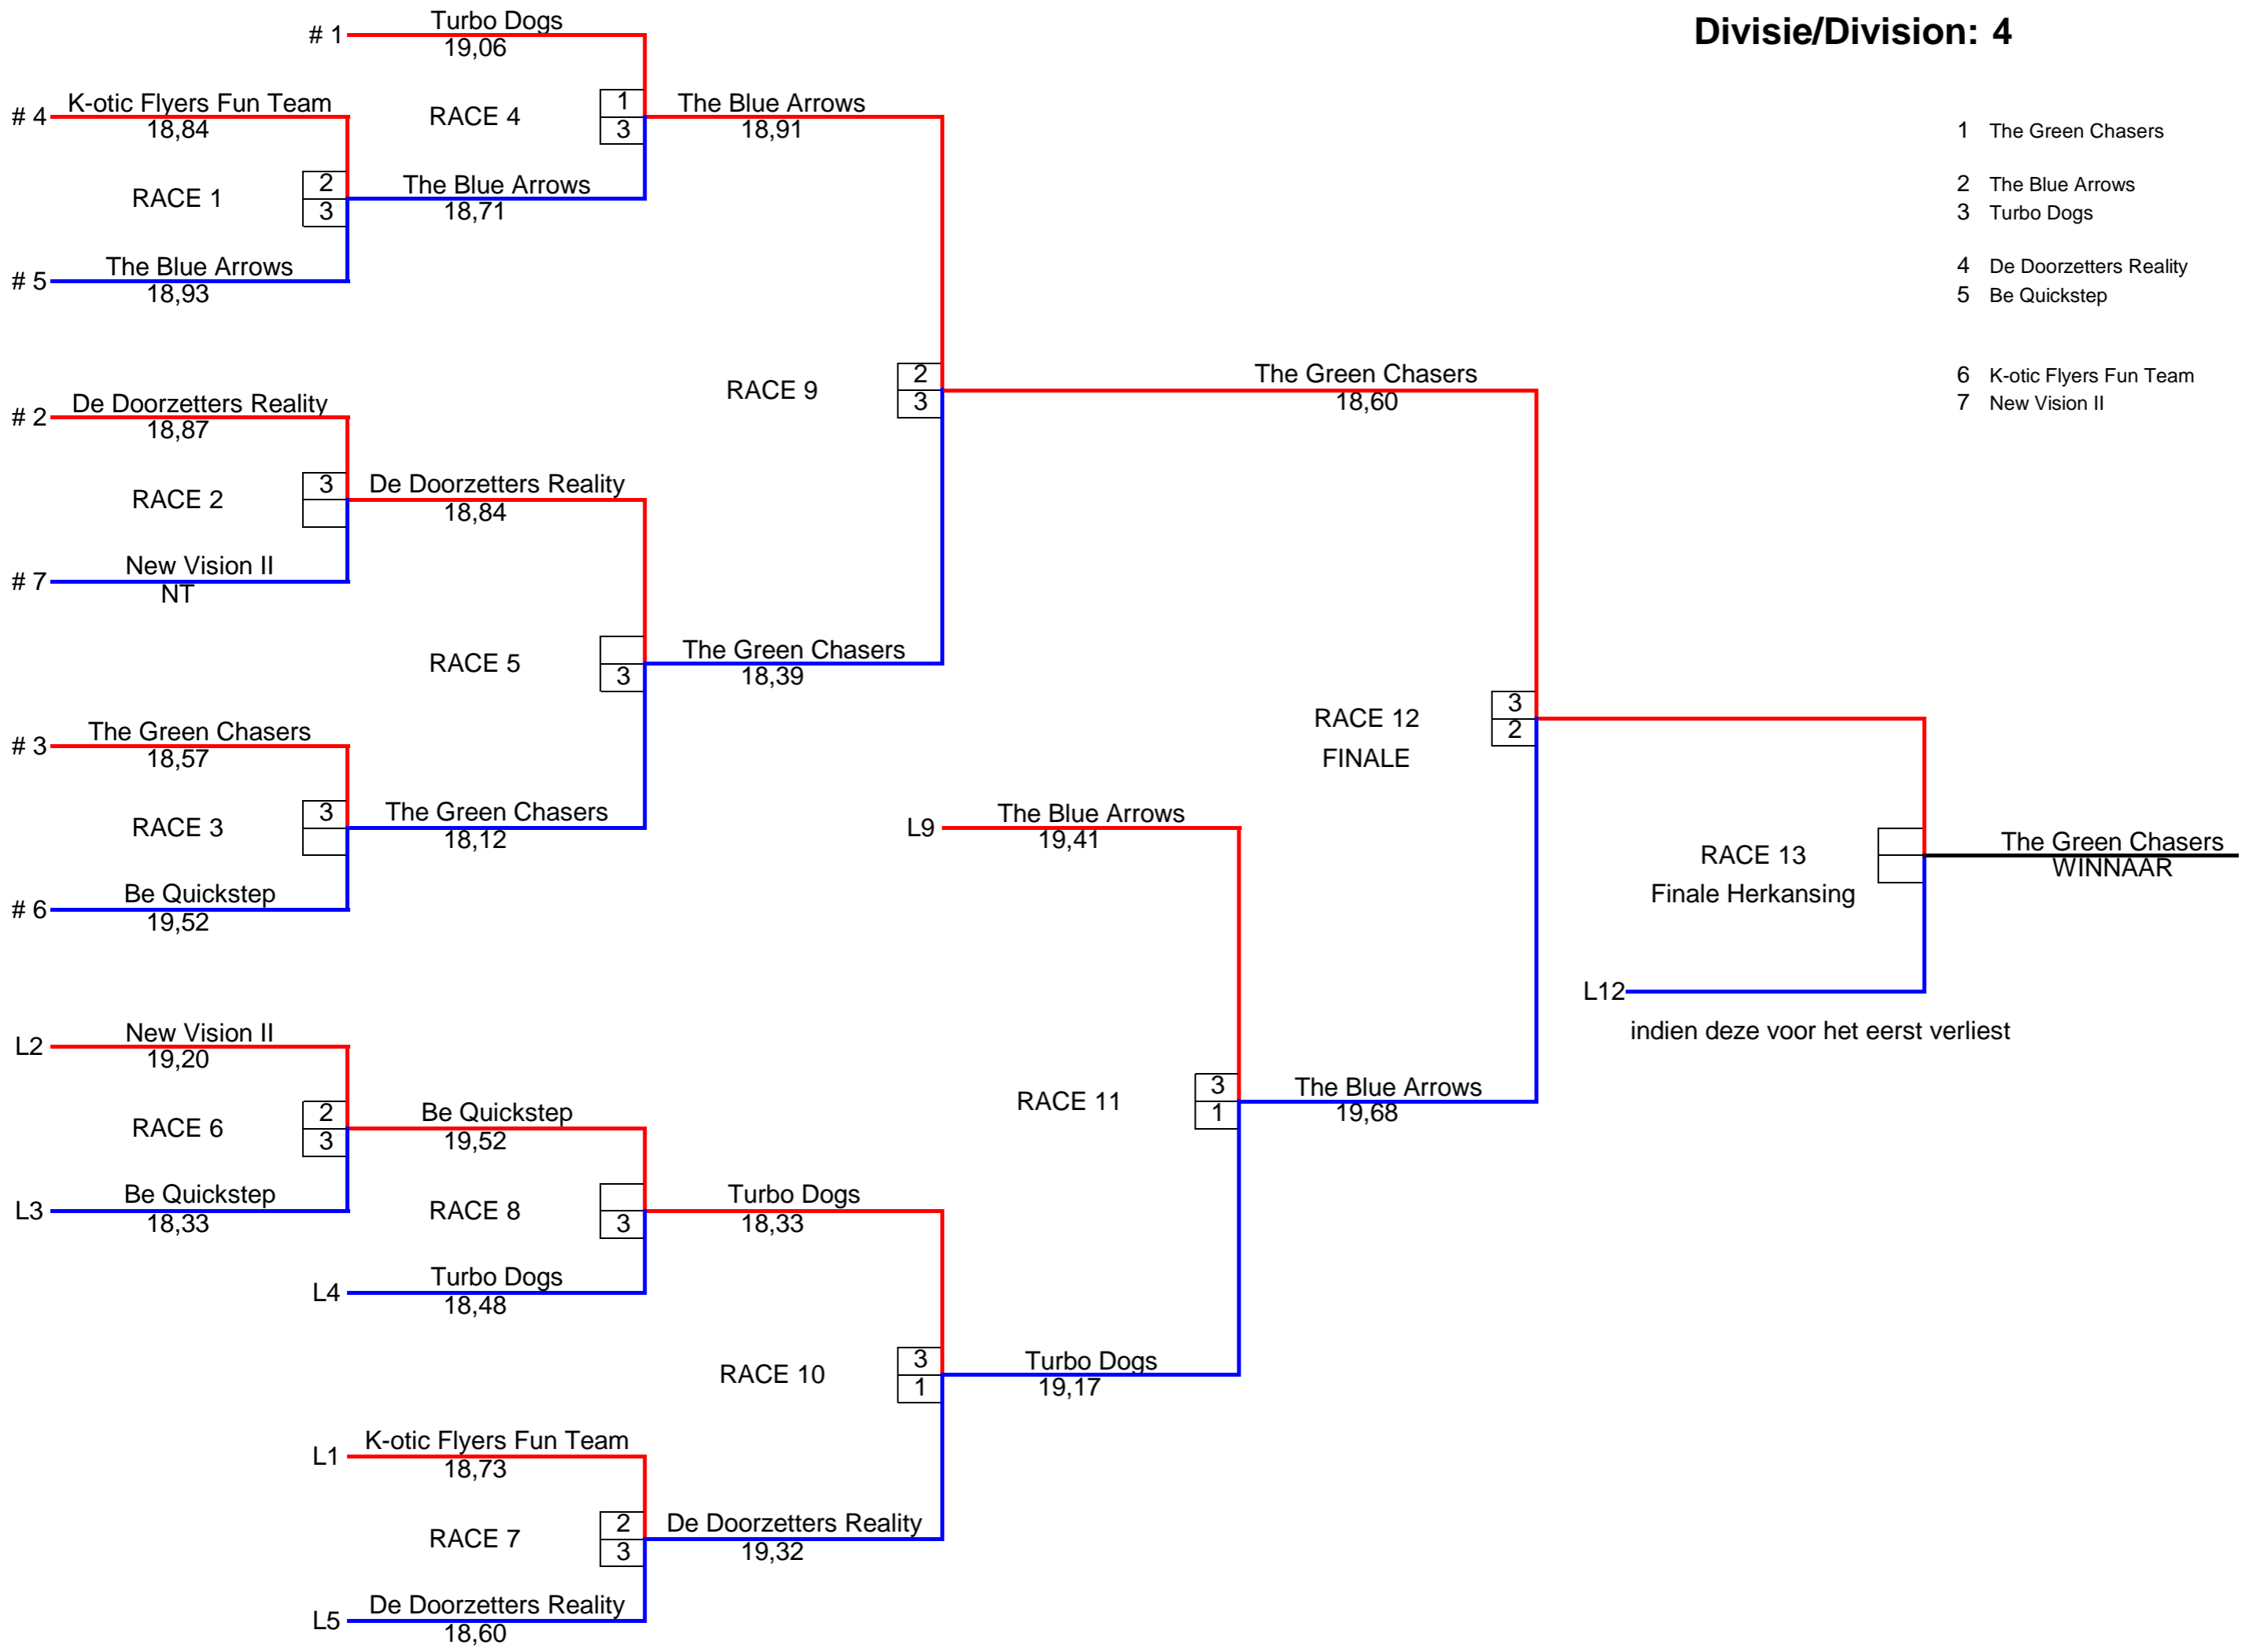 Divisie/Division: 4
1 The Green Chasers
2 The Blue Arrows
3 Turbo Dogs
4 De Doorzetters Reality
5 Be Quickstep
6 K-otic Flyers Fun Team
7 New Vision II
# 1 Turbo Dogs
19,06
# 4 K-otic Flyers Fun Team
18,84
RACE 4
1
3
The Blue Arrows
18,91
RACE 1
2
3
The Blue Arrows
18,71
# 5 The Blue Arrows
18,93
# 2 De Doorzetters Reality
18,87
RACE 9
2
3
The Green Chasers
18,60
RACE 2
3
De Doorzetters Reality
18,84
# 7 New Vision II
NT
RACE 5
3
The Green Chasers
18,39
# 3 The Green Chasers
18,57
RACE 3
3
The Green Chasers
18,12
# 6 Be Quickstep
19,52
RACE 12
FINALE
3
2
L9 The Blue Arrows
19,41
RACE 13
Finale Herkansing
The Green Chasers
WINNAAR
L12
indien deze voor het eerst verliest
L2 New Vision II
19,20
RACE 6
2
3
Be Quickstep
19,52
L3 Be Quickstep
18,33
RACE 8
3
Turbo Dogs
18,33
L4 Turbo Dogs
18,48
RACE 11
3
1
The Blue Arrows
19,68
RACE 10
3
1
Turbo Dogs
19,17
L1 K-otic Flyers Fun Team
18,73
RACE 7
2
3
De Doorzetters Reality
19,32
L5 De Doorzetters Reality
18,60